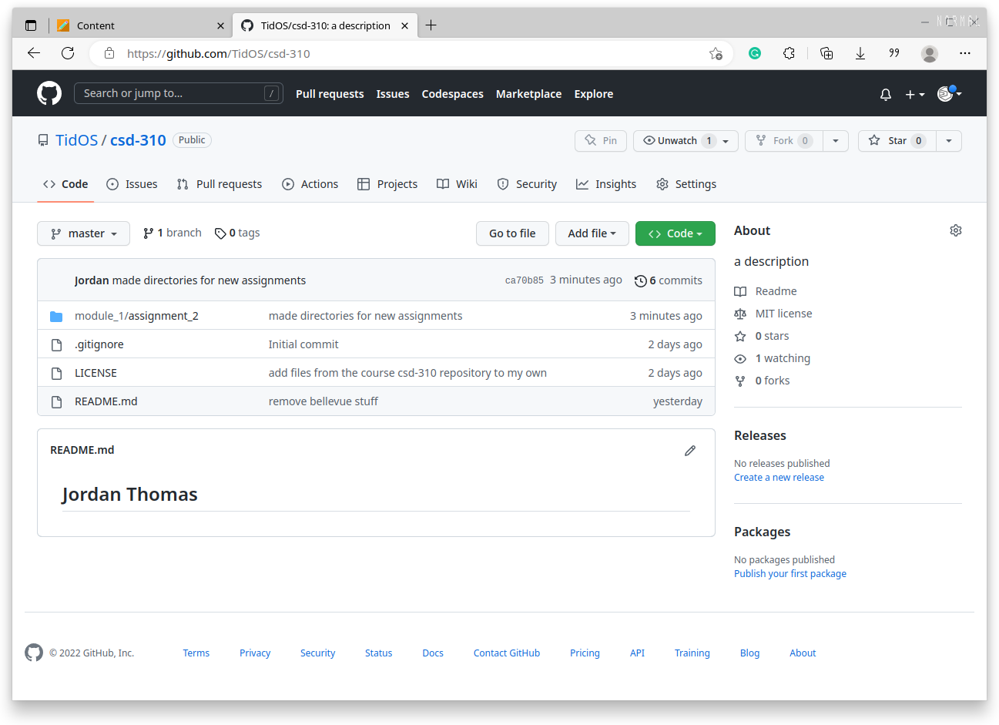 Content
TidOS/csd-310: a description
NORMAL
https://github.com/TidOS/csd-310
Search or jump to...
/
Pull requests Issues Codespaces Marketplace Explore
TidOS / csd-310 Public
Pin Unwatch 1 Fork 0 Star 0
Code Issues Pull requests Actions Projects Wiki Security Insights Settings
master 1 branch 0 tags Go to file Add file Code
Jordan made directories for new assignments ca70b85 3 minutes ago 6 commits
module_1/assignment_2 made directories for new assignments 3 minutes ago
.gitignore Initial commit 2 days ago
LICENSE add files from the course csd-310 repository to my own 2 days ago
README.md remove bellevue stuff yesterday
README.md
Jordan Thomas
About
a description
Readme
MIT license
0 stars
1 watching
0 forks
Releases
No releases published
Create a new release
Packages
No packages published
Publish your first package
© 2022 GitHub, Inc. Terms Privacy Security Status Docs Contact GitHub Pricing API Training Blog About